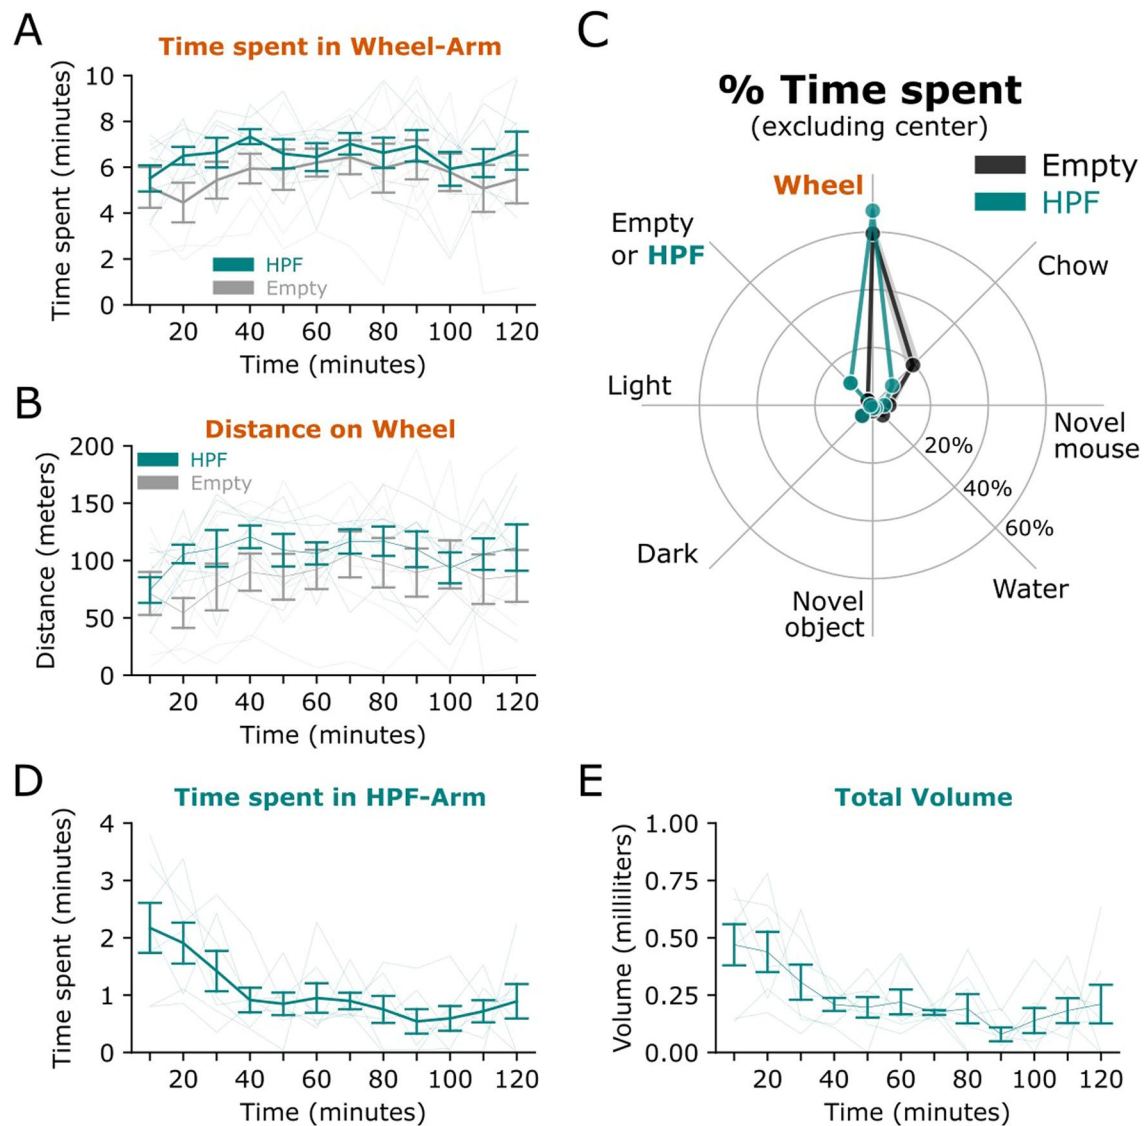 A
Time spent in Wheel-Arm
Time spent (minutes)
10
8
6
4
2
0
HPF
Empty
20 40 60 80 100 120
Time (minutes)
B
Distance on Wheel
Distance (meters)
200
150
100
50
0
HPF
Empty
20 40 60 80 100 120
Time (minutes)
C
% Time spent
(excluding center)
Empty
HPF
Wheel
Empty
or HPF
Chow
Light
Novel
mouse
20%
40%
60%
Dark
Water
Novel
object
D
Time spent in HPF-Arm
Time spent (minutes)
4
3
2
1
0
20 40 60 80 100 120
Time (minutes)
E
Total Volume
Volume (milliliters)
1.00
0.75
0.50
0.25
0.00
20 40 60 80 100 120
Time (minutes)